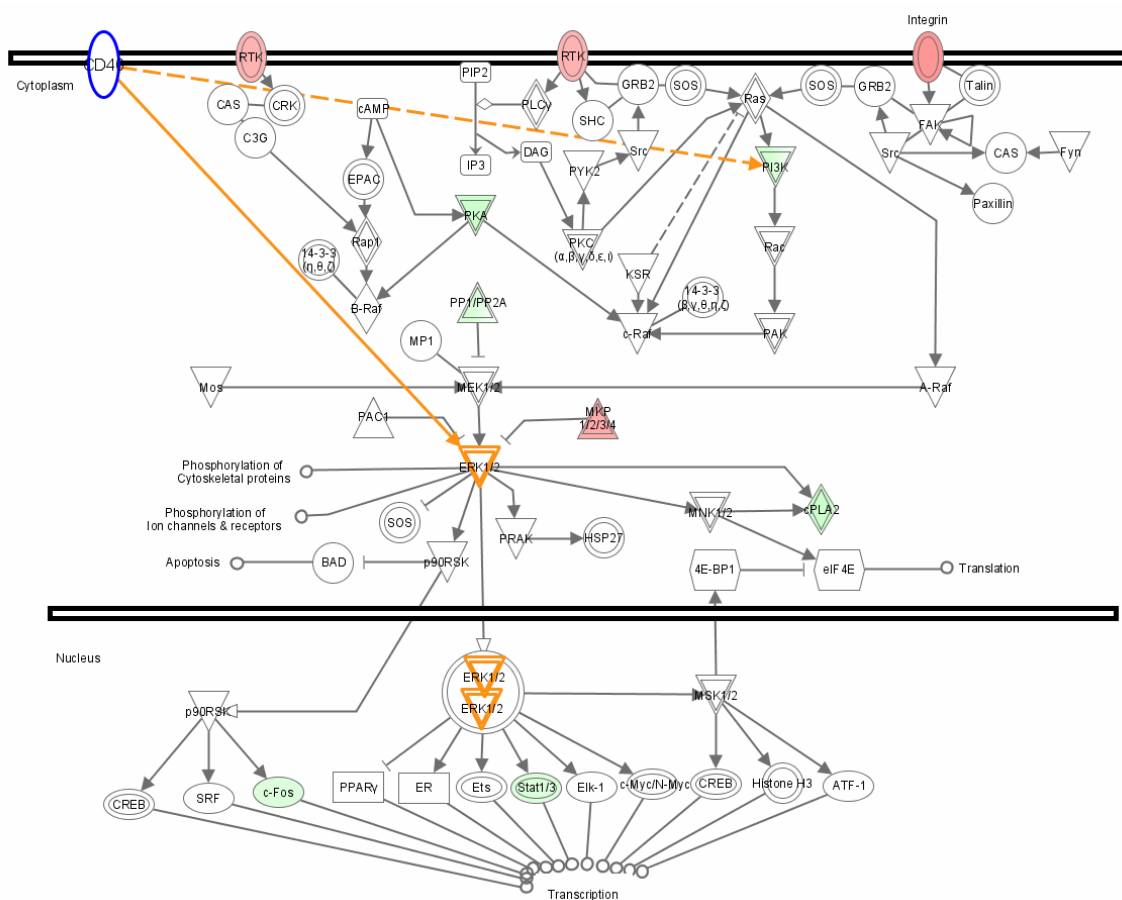 Integrin
CD40
RTK
RTK
Cytoplasm
PIP2
SOS
SOS
GRB2
GRB2
Talin
CAS
CRK
cAMP
PLCγ
Ras
SHC
FAK
C3G
Src
DAG
IP3
Src
CAS
Fyn
EPAC
PYK2
PI3K
Paxillin
PKA
Rap1
PKC
(α,β,γ,δ,ε,ι)
Rac
14-3-3
(η,θ,ζ)
KSR
14-3-3
(β,γ,θ,η,ζ)
B-Raf
PP1/PP2A
c-Raf
PAK
MP1
Mos
MEK1/2
A-Raf
PAC1
MKP
1/2/3/4
ERK1/2
Phosphorylation of
Cytoskeletal proteins
Phosphorylation of
Ion channels & receptors
SOS
MNK1/2
cPLA2
PRAK
HSP27
Apoptosis
BAD
p90RSK
4E-BP1
eIF4E
Translation
Nucleus
ERK1/2
ERK1/2
MSK1/2
p90RSK
CREB
SRF
c-Fos
PPARγ
ER
Ets
Stat1/3
Elk-1
c-Myc/N-Myc
CREB
Histone H3
ATF-1
Transcription